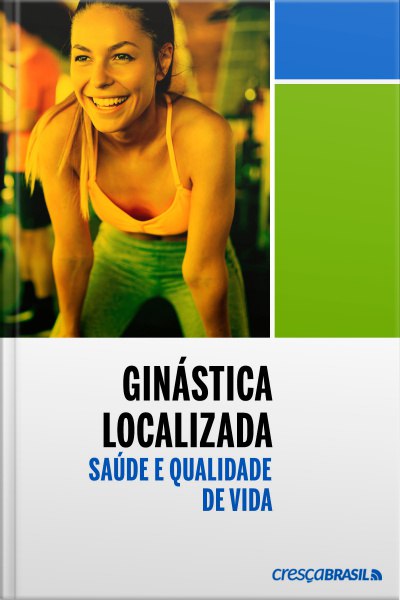 GINÁSTICA
LOCALIZADA
SAÚDE E QUALIDADE
DE VIDA
cresçaBRASIL